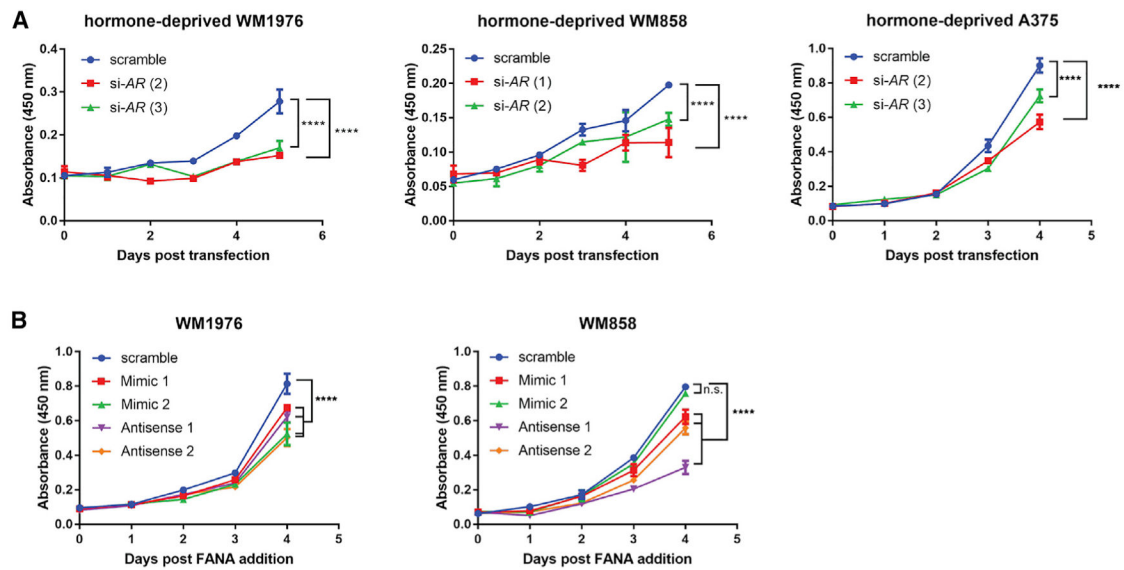 A
hormone-deprived WM1976
Absorbance (450 nm)
0.4
0.3
0.2
0.1
0.0
scramble
si-AR (2)
si-AR (3)
****
****
0
2
4
6
Days post transfection
hormone-deprived WM858
Absorbance (450 nm)
0.25
0.20
0.15
0.10
0.05
0.00
scramble
si-AR (1)
si-AR (2)
****
****
0
2
4
6
Days post transfection
hormone-deprived A375
Absorbance (450 nm)
1.0
0.8
0.6
0.4
0.2
0.0
scramble
si-AR (2)
si-AR (3)
****
****
0
1
2
3
4
5
Days post transfection
B
WM1976
Absorbance (450 nm)
1.0
0.8
0.6
0.4
0.2
0.0
scramble
Mimic 1
Mimic 2
Antisense 1
Antisense 2
****
0
1
2
3
4
5
Days post FANA addition
WM858
Absorbance (450 nm)
1.0
0.8
0.6
0.4
0.2
0.0
scramble
Mimic 1
Mimic 2
Antisense 1
Antisense 2
n.s.
****
0
1
2
3
4
5
Days post FANA addition